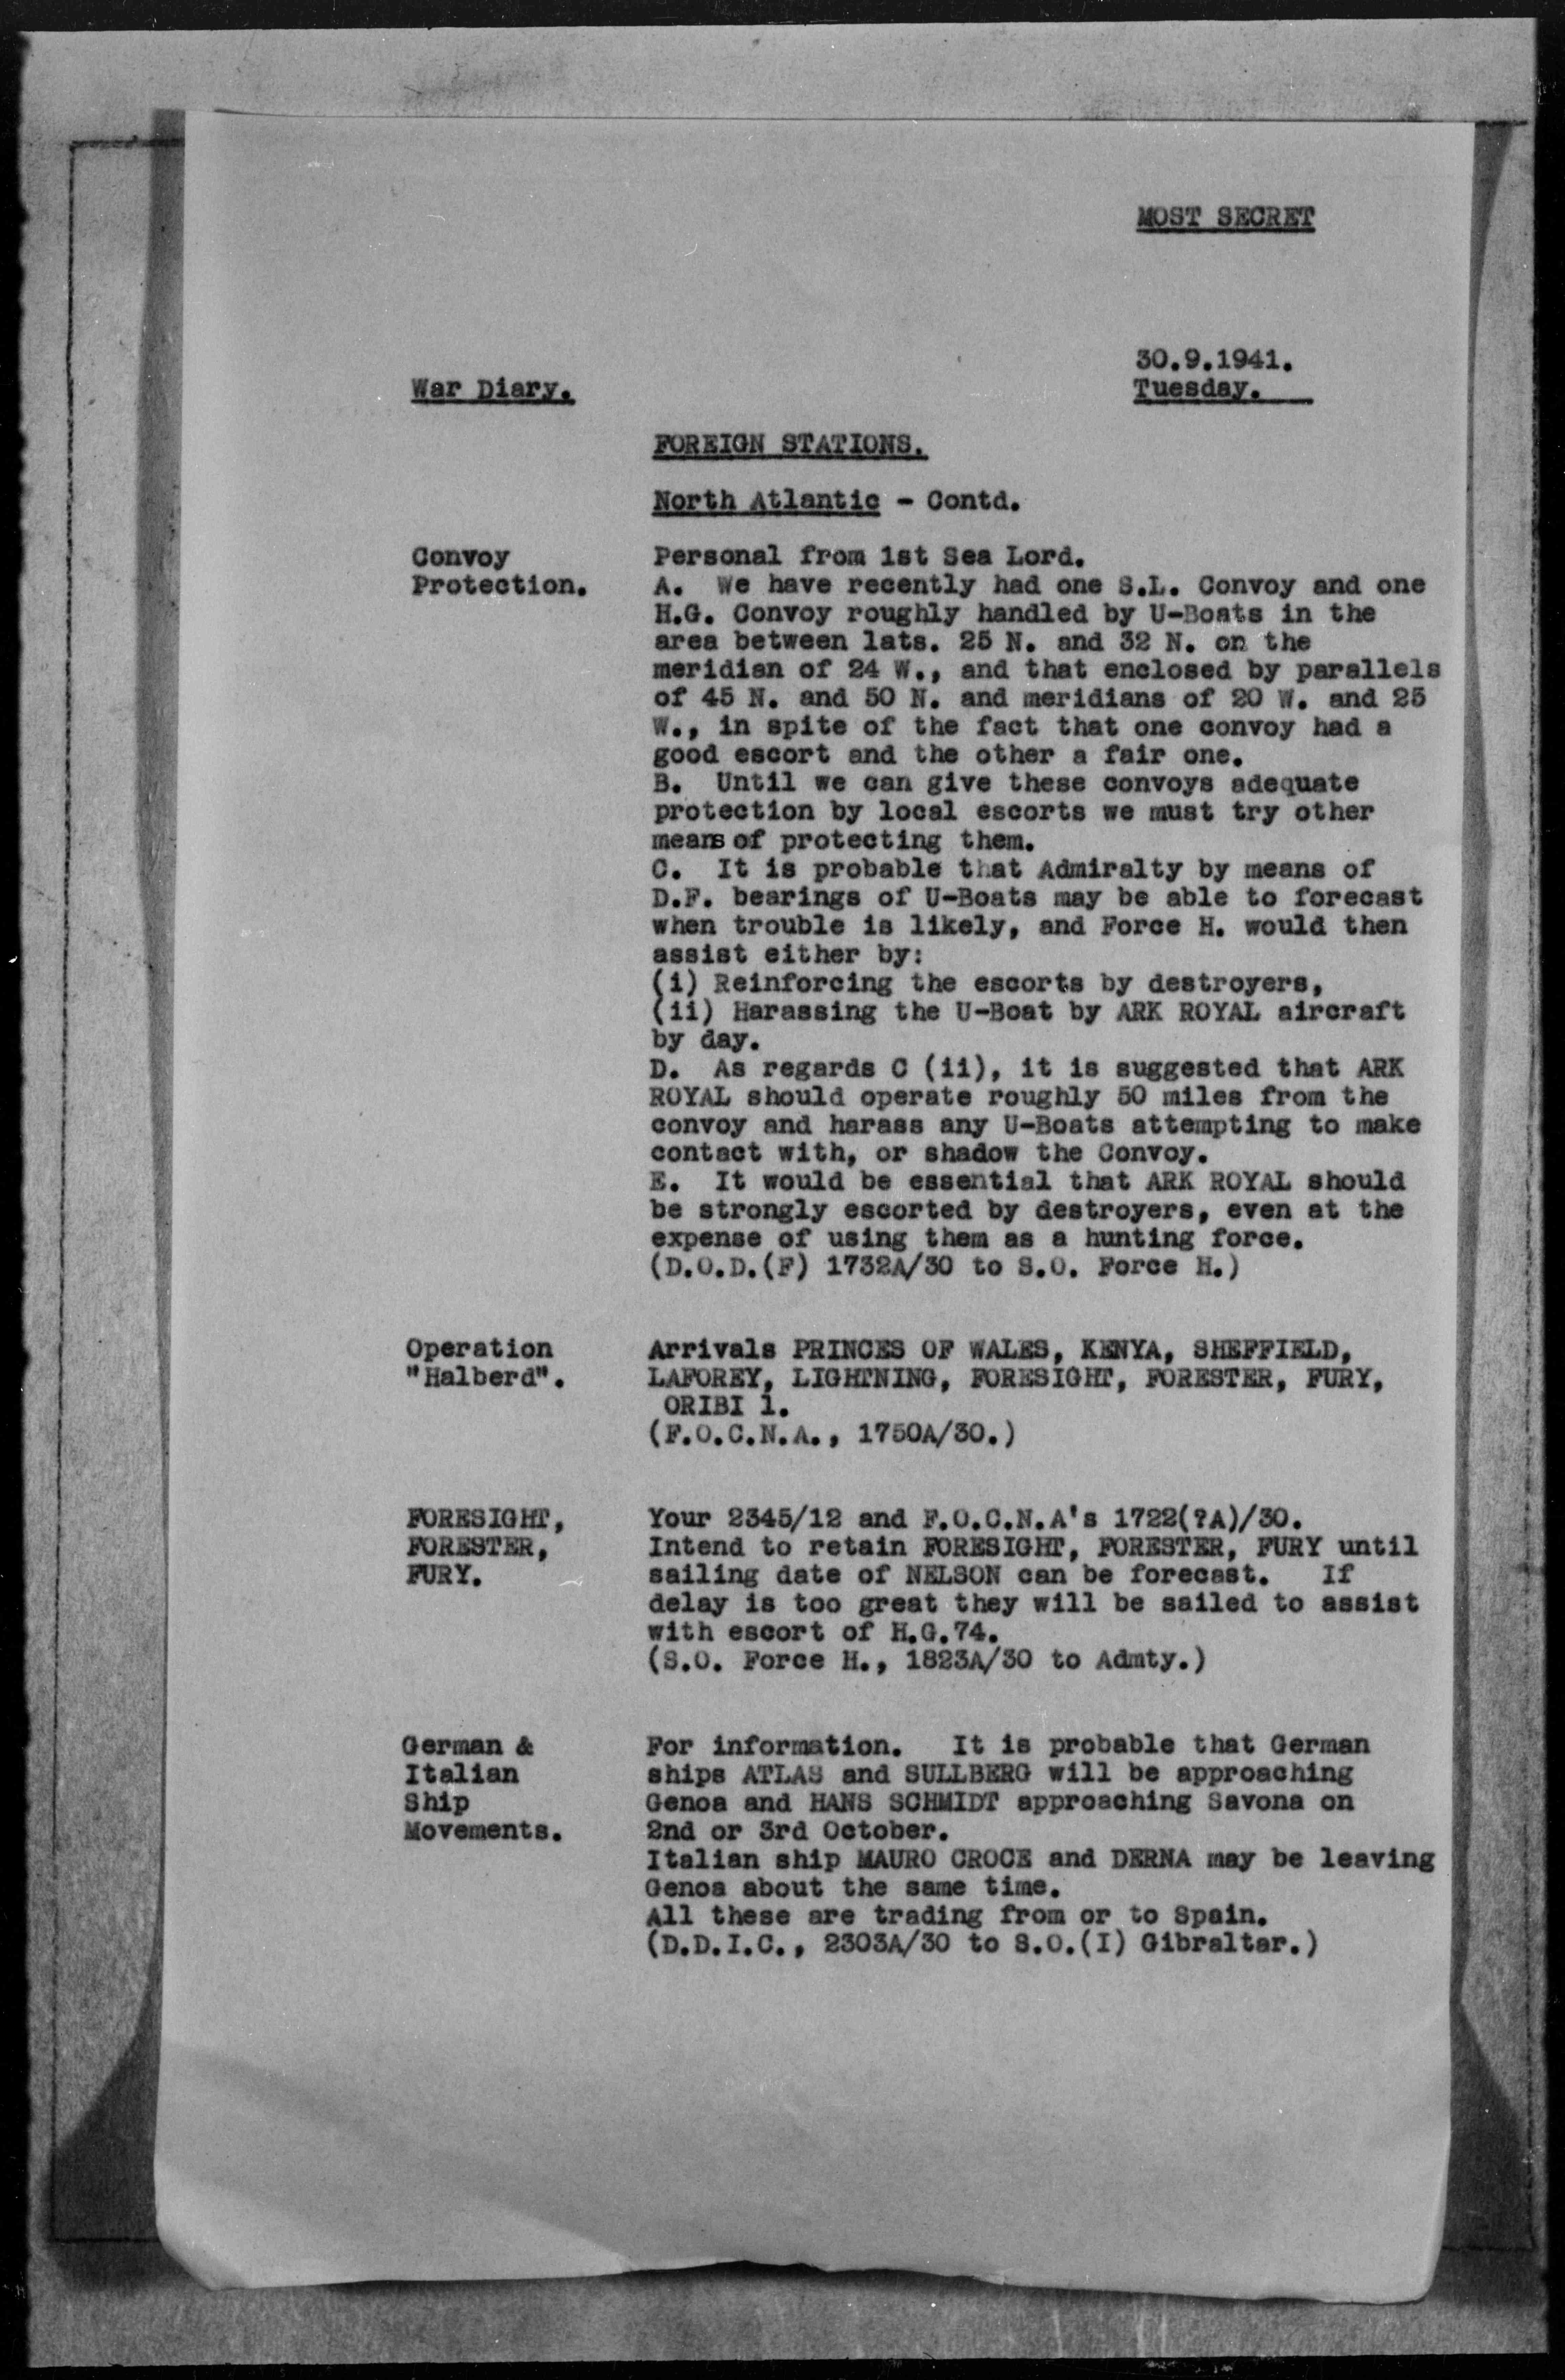 MOST SECRET
30.9.1941.
War Diary. Tuesday.
FOREIGN STATIONS.
North Atlantic - Contd.
Convoy Personal from 1st Sea Lord.
Protection. A. We have recently had one S.L. Convoy and one
H.G. Convoy roughly handled by U-Boats in the
area between lats. 25 N. and 32 N. on the
meridian of 24 W., and that enclosed by parallels
of 45 N. and 50 N. and meridians of 20 W. and 25
W., in spite of the fact that one convoy had a
good escort and the other a fair one.
B. Until we can give these convoys adequate
protection by local escorts we must try other
means of protecting them.
C. It is probable that Admiralty by means of
D.F. bearings of U-Boats may be able to forecast
when trouble is likely, and Force H. would then
assist either by:
(i) Reinforcing the escorts by destroyers,
(ii) Harassing the U-Boat by ARK ROYAL aircraft
by day.
D. As regards C (ii), it is suggested that ARK
ROYAL should operate roughly 50 miles from the
convoy and harass any U-Boats attempting to make
contact with, or shadow the Convoy.
E. It would be essential that ARK ROYAL should
be strongly escorted by destroyers, even at the
expense of using them as a hunting force.
(D.O.D.(F) 1732A/30 to S.O. Force H.)
Operation Arrivals PRINCES OF WALES, KENYA, SHEFFIELD,
"Halberd". LAFOREY, LIGHTNING, FORESIGHT, FORESTER, FURY,
ORIBI 1.
(F.O.C.N.A., 1750A/30.)
FORESIGHT, Your 2345/12 and F.O.C.N.A's 1722(?A)/30.
FORESTER, Intend to retain FORESIGHT, FORESTER, FURY until
FURY. sailing date of NELSON can be forecast. If
delay is too great they will be sailed to assist
with escort of H.G.74.
(S.O. Force H., 1823A/30 to Admty.)
German & For information. It is probable that German
Italian ships ATLAS and SULLBERG will be approaching
Ship Genoa and HANS SCHMIDT approaching Savona on
Movements. 2nd or 3rd October.
Italian ship MAURO CROCE and DERNA may be leaving
Genoa about the same time.
All these are trading from or to Spain.
(D.D.I.C., 2303A/30 to S.O.(I) Gibraltar.)